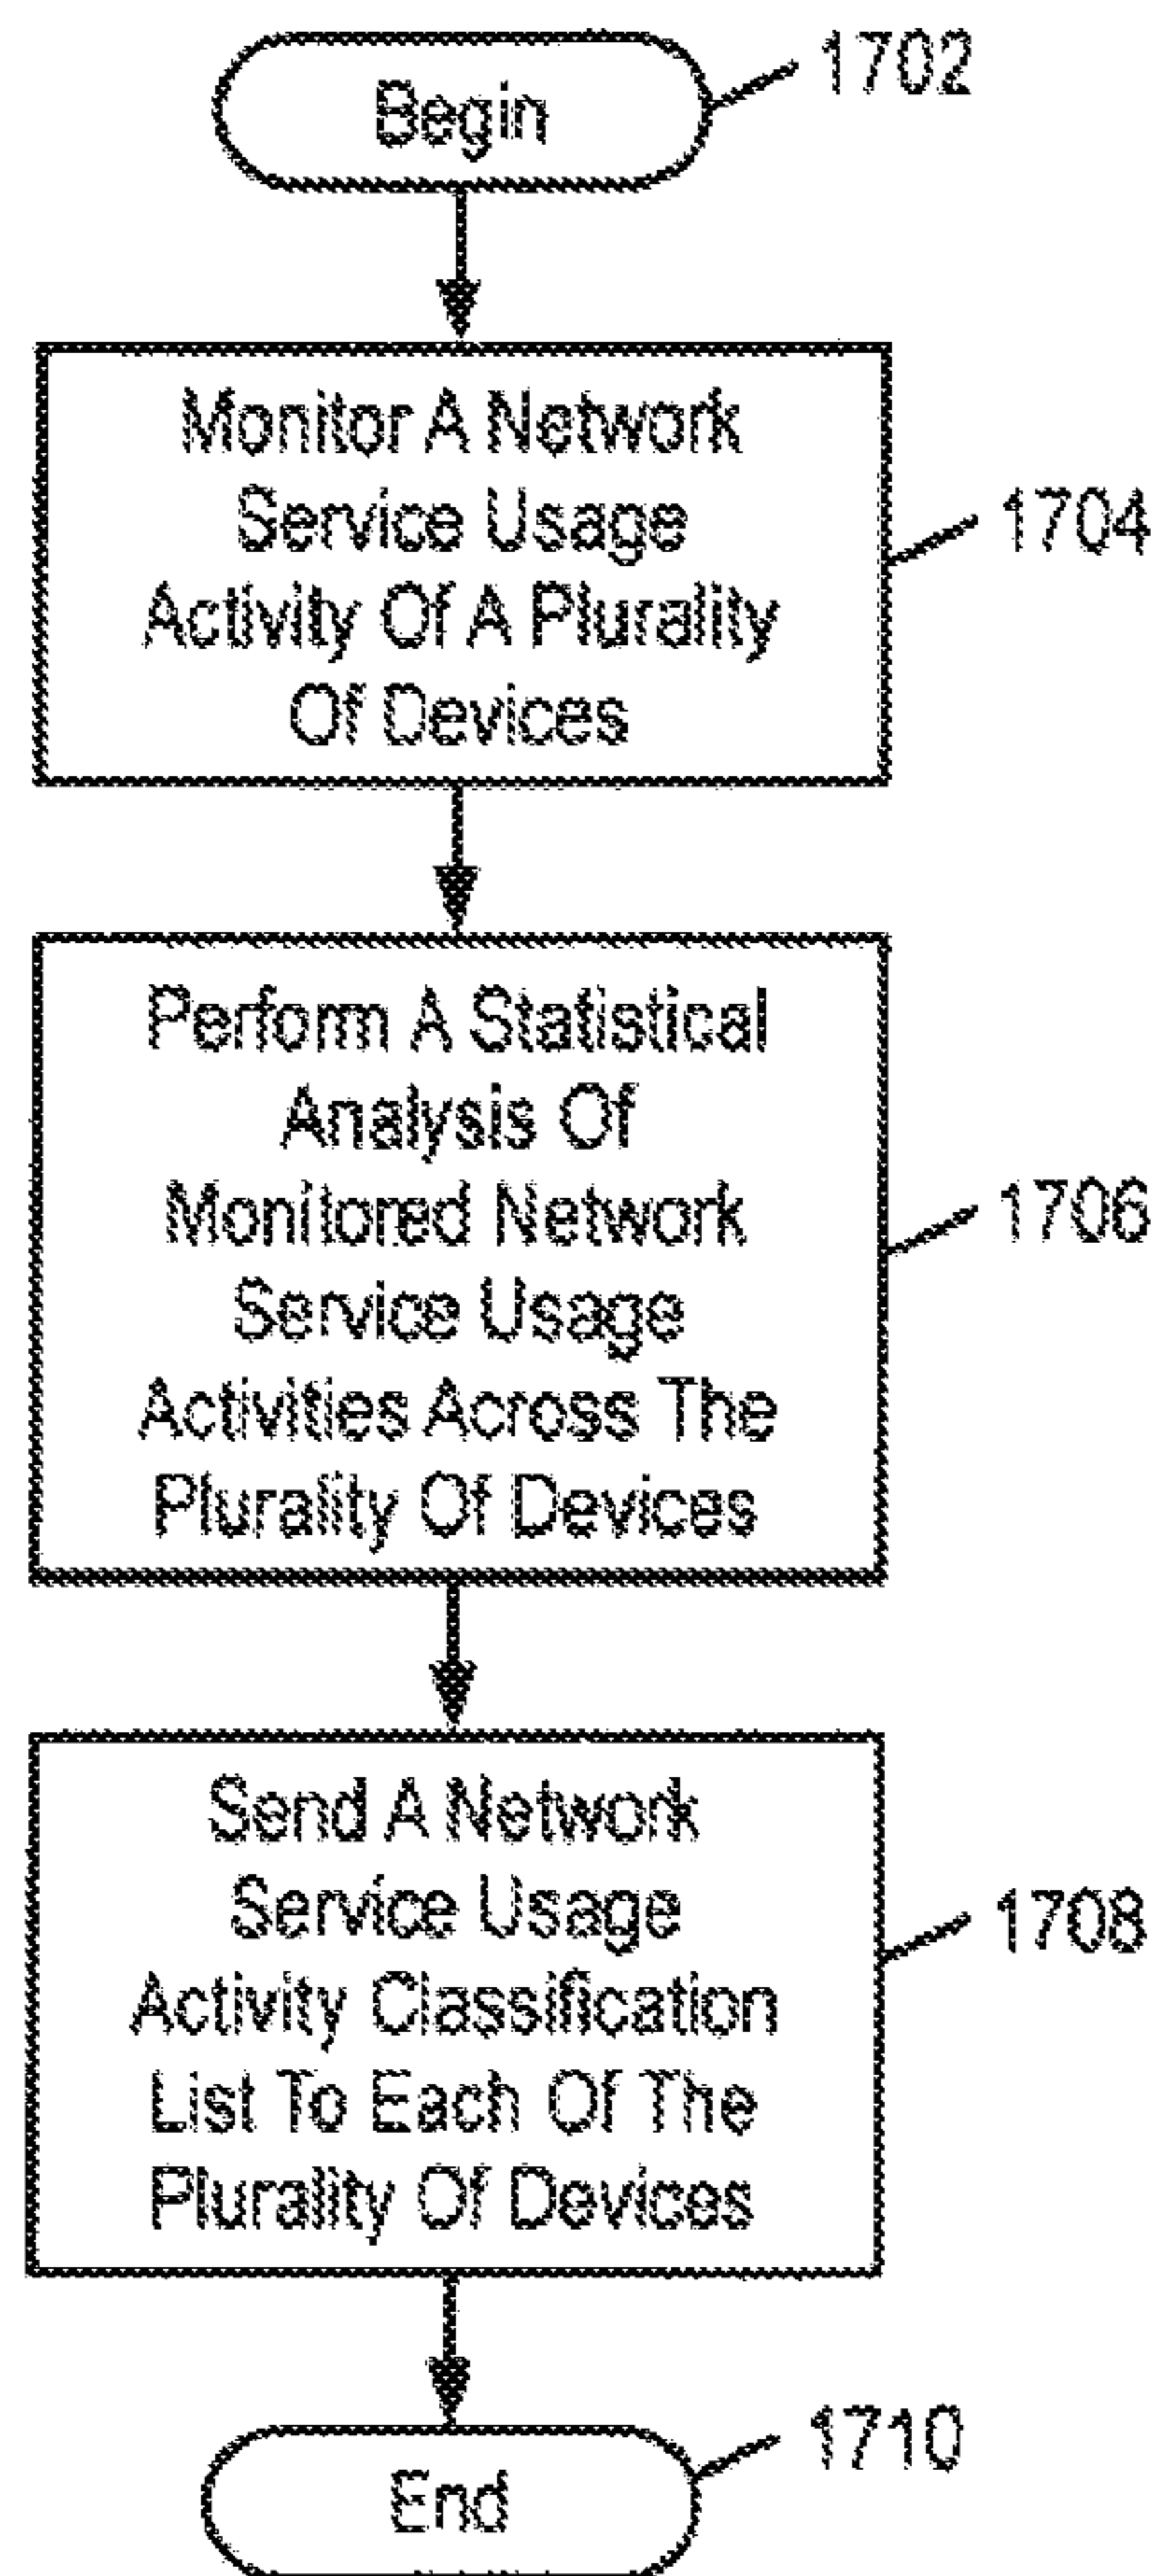 Begin
1702
Monitor A Network
Service Usage
Activity Of A Plurality
Of Devices
1704
Perform A Statistical
Analysis Of
Monitored Network
Service Usage
Activities Across The
Plurality Of Devices
1706
Send A Network
Service Usage
Activity Classification
List To Each Of The
Plurality Of Devices
1708
End
1710